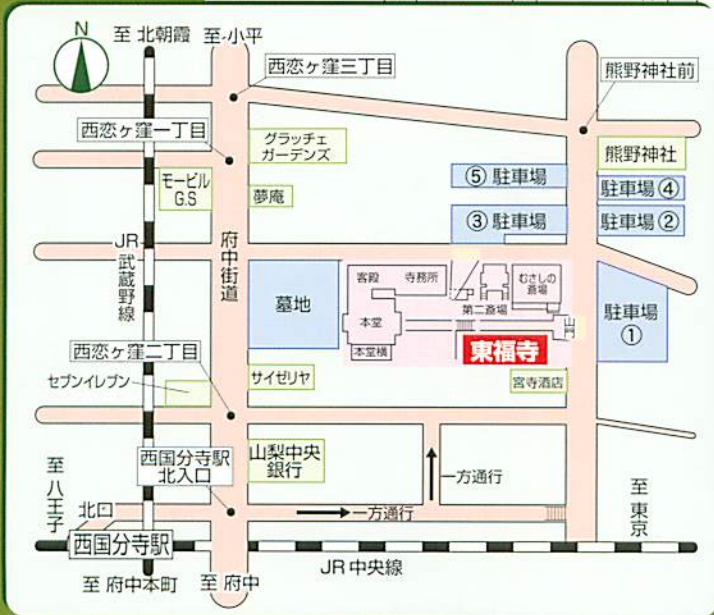 N
至 北朝霞
至 小平
西恋ヶ窪三丁目
熊野神社前
西恋ヶ窪一丁目
グラッチェ
ガーデンズ
熊野神社
モービル
G.S
夢庵
⑤ 駐車場
駐車場 ④
③ 駐車場
駐車場 ②
JR
武蔵野線
府中街道
墓地
客殿
寺務所
むさしの
斎場
第二斎場
本堂
山門
駐車場
①
本堂横
東福寺
西恋ヶ窪二丁目
セブンイレブン
サイゼリヤ
宮寺酒店
西国分寺駅
北入口
山梨中央
銀行
一方通行
至 八王子
北口
一方通行
至 東京
西国分寺駅
JR 中央線
至 府中本町
至 府中